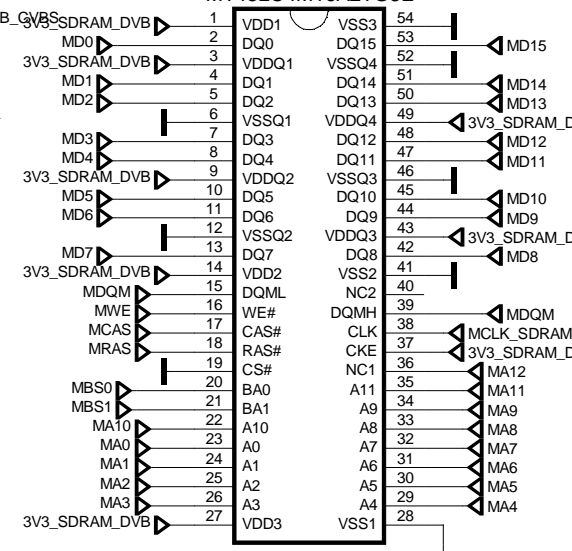 B_CVBS
3V3_SDRAM_DVB 1 VDD1 VSS3 54
MD0 2 DQ0 DQ15 53 MD15
3V3_SDRAM_DVB 3 VDDQ1 VSSQ4 52
MD1 4 DQ1 DQ14 51 MD14
MD2 5 DQ2 DQ13 50 MD13
6 VSSQ1 VDDQ4 49 3V3_SDRAM_D
MD3 7 DQ3 DQ12 48 MD12
MD4 8 DQ4 DQ11 47 MD11
3V3_SDRAM_DVB 9 VDDQ2 VSSQ3 46
MD5 10 DQ5 DQ10 45 MD10
MD6 11 DQ6 DQ9 44 MD9
12 VSSQ2 VDDQ3 43 3V3_SDRAM_D
MD7 13 DQ7 DQ8 42 MD8
3V3_SDRAM_DVB 14 VDD2 VSS2 41
MDQM 15 DQML NC2 40
MWE 16 WE# DQMH 39 MDQM
MCAS 17 CAS# CLK 38 MCLK_SDRAM
MRAS 18 RAS# CKE 37 3V3_SDRAM_D
19 CS# NC1 36 MA12
MBS0 20 BA0 A11 35 MA11
MBS1 21 BA1 A9 34 MA9
MA10 22 A10 A8 33 MA8
MA0 23 A0 A7 32 MA7
MA1 24 A1 A6 31 MA6
MA2 25 A2 A5 30 MA5
MA3 26 A3 A4 29 MA4
3V3_SDRAM_DVB 27 VDD3 VSS1 28